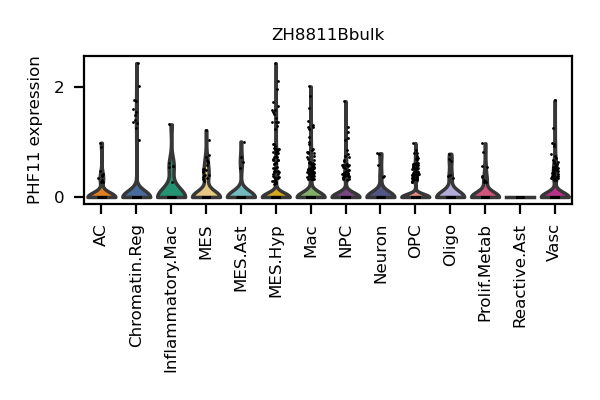 ZH8811Bbulk
PHF11 expression
2
0
AC
Chromatin.Reg
Inflammatory.Mac
MES
MES.Ast
MES.Hyp
Mac
NPC
Neuron
OPC
Oligo
Prolif.Metab
Reactive.Ast
Vasc